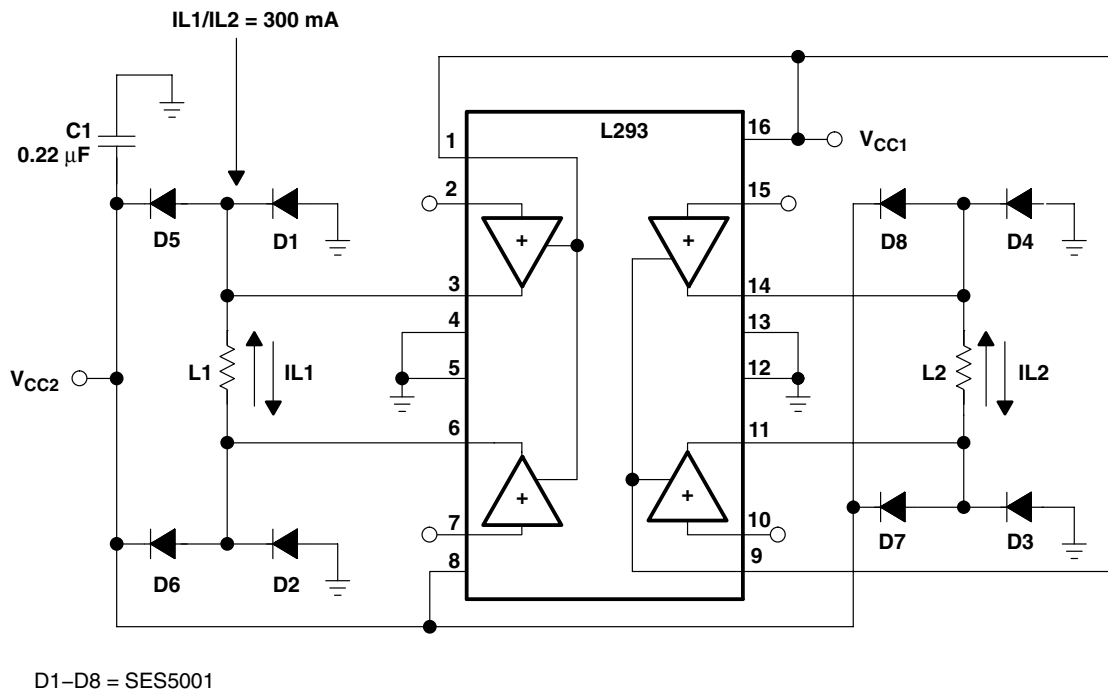 IL1/IL2 = 300 mA
C1
0.22 μF
L293
1
16
V_CC1
2
15
D5
D1
D8
D4
+
+
3
14
4
13
V_CC2
L1
IL1
5
12
L2
IL2
6
11
+
+
7
10
D6
D2
8
9
D7
D3
D1–D8 = SES5001